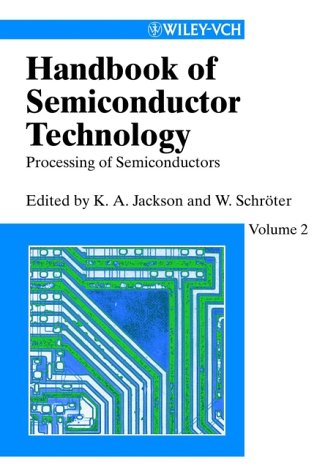 WILEY-VCH
Handbook of
Semiconductor
Technology
Processing of Semiconductors
Edited by K. A. Jackson and W. Schröter
Volume 2